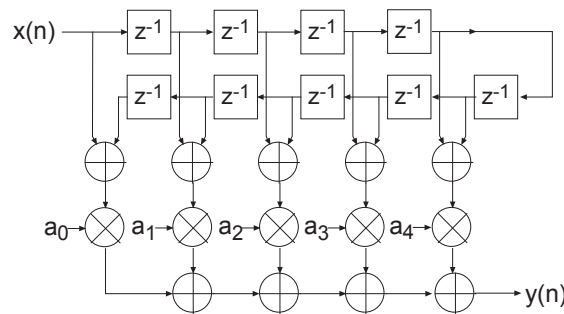 x(n) z⁻¹ z⁻¹ z⁻¹ z⁻¹
z⁻¹ z⁻¹ z⁻¹ z⁻¹ z⁻¹
a₀ a₁ a₂ a₃ a₄
y(n)